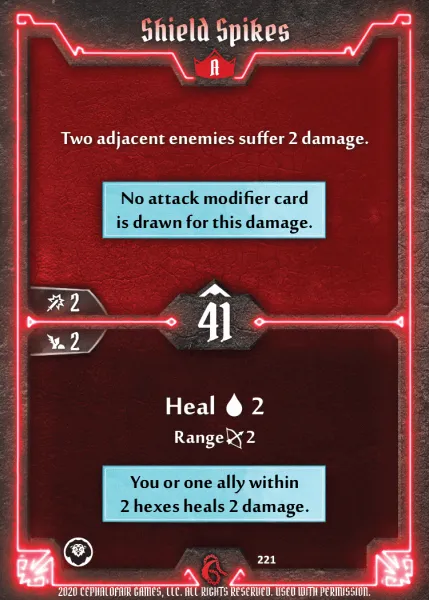 Shield Spikes
A
Two adjacent enemies suffer 2 damage.
No attack modifier card
is drawn for this damage.
2
41
2
Heal 2
Range 2
You or one ally within
2 hexes heals 2 damage.
221
2020 CEPHALOFAIR GAMES, LLC. ALL RIGHTS RESERVED. USED WITH PERMISSION.